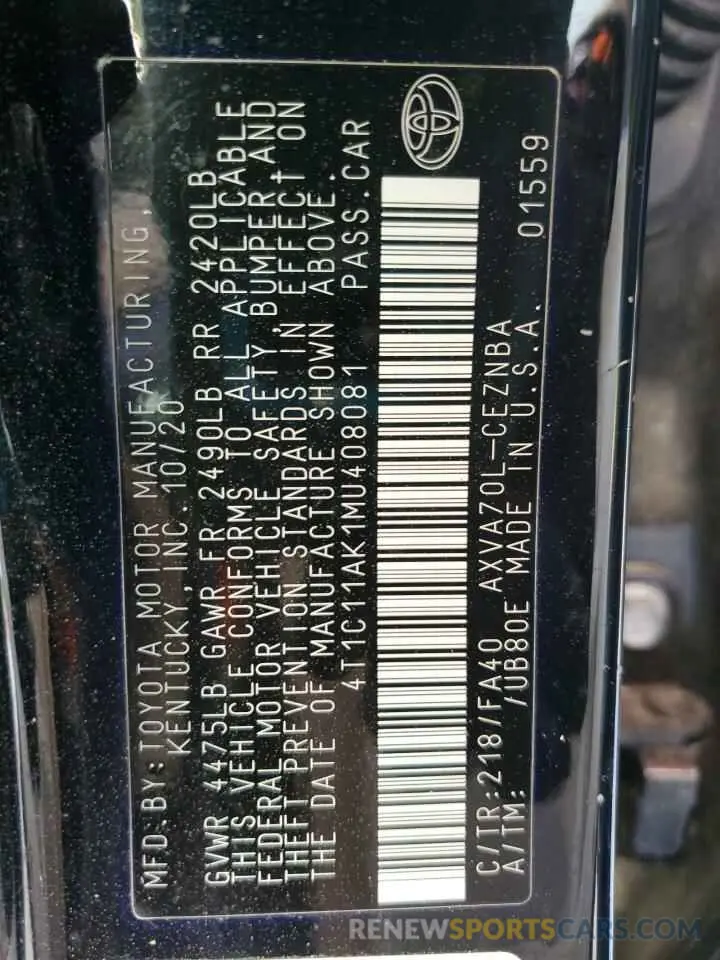 MFD.BY: TOYOTA MOTOR MANUFACTURING,
KENTUCKY, INC. 10/20
GVWR 4475LB GAWR FR 2490LB RR 2420LB
THIS VEHICLE CONFORMS TO ALL APPLICABLE
FEDERAL MOTOR VEHICLE SAFETY, BUMPER, AND
THEFT PREVENTION STANDARDS IN EFFECT ON
THE DATE OF MANUFACTURE SHOWN ABOVE.
4T1C11AK1MU408081 PASS.CAR
C/TR:218/FA40 AXVA70L-CEZNBA
A/TM: /UB80E MADE IN U.S.A. 01559
RENEWSPORTSCARS.COM